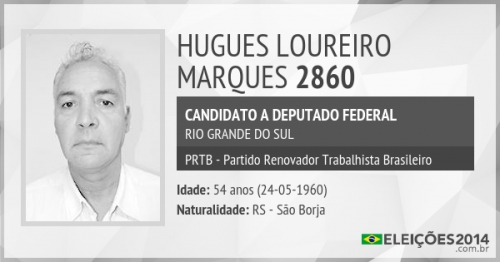 HUGUES LOUREIRO
MARQUES 2860
CANDIDATO A DEPUTADO FEDERAL
RIO GRANDE DO SUL
PRTB - Partido Renovador Trabalhista Brasileiro
Idade: 54 anos (24-05-1960)
Naturalidade: RS - São Borja
ELEIÇÕES2014
.com.br